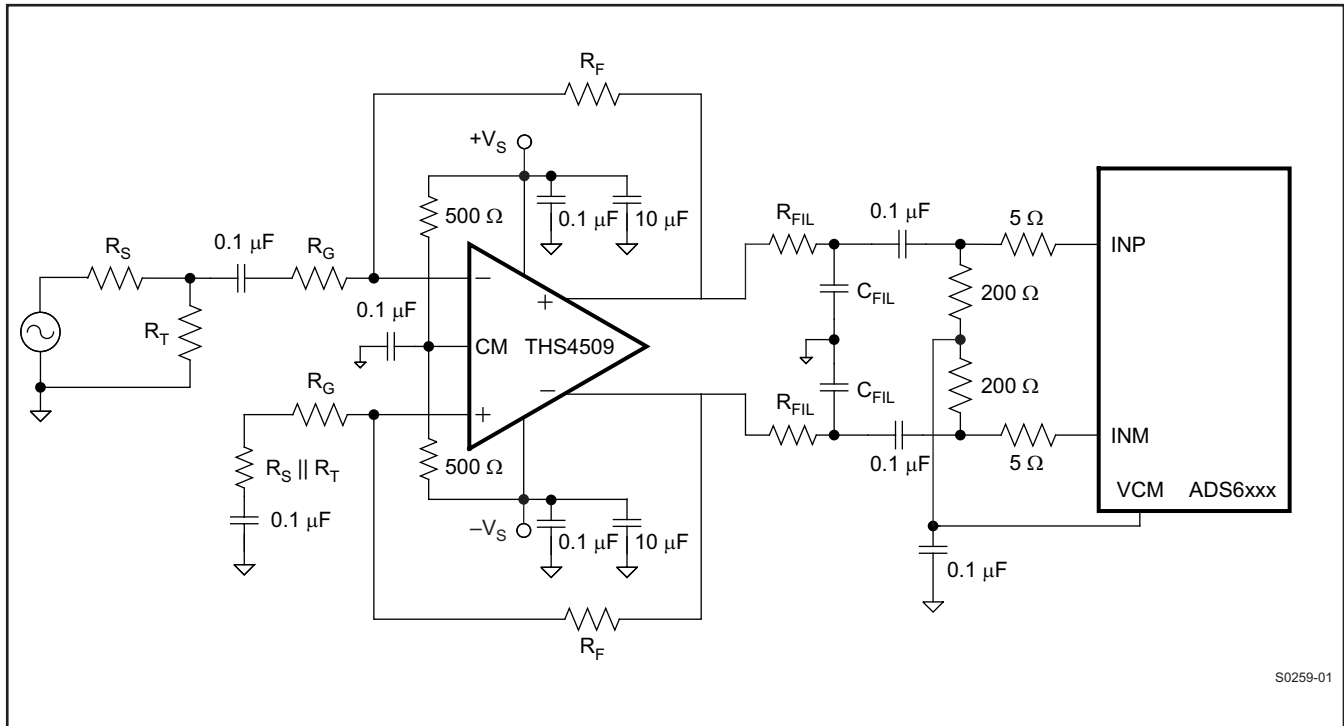 R_F
+V_S
500 Ω
0.1 μF
10 μF
R_S
0.1 μF
R_G
R_T
0.1 μF
CM
THS4509
−
+
+
−
R_G
R_S || R_T
0.1 μF
500 Ω
−V_S
0.1 μF
10 μF
R_F
R_FIL
0.1 μF
5 Ω
INP
C_FIL
200 Ω
C_FIL
200 Ω
R_FIL
0.1 μF
5 Ω
INM
VCM
ADS6xxx
0.1 μF
S0259-01